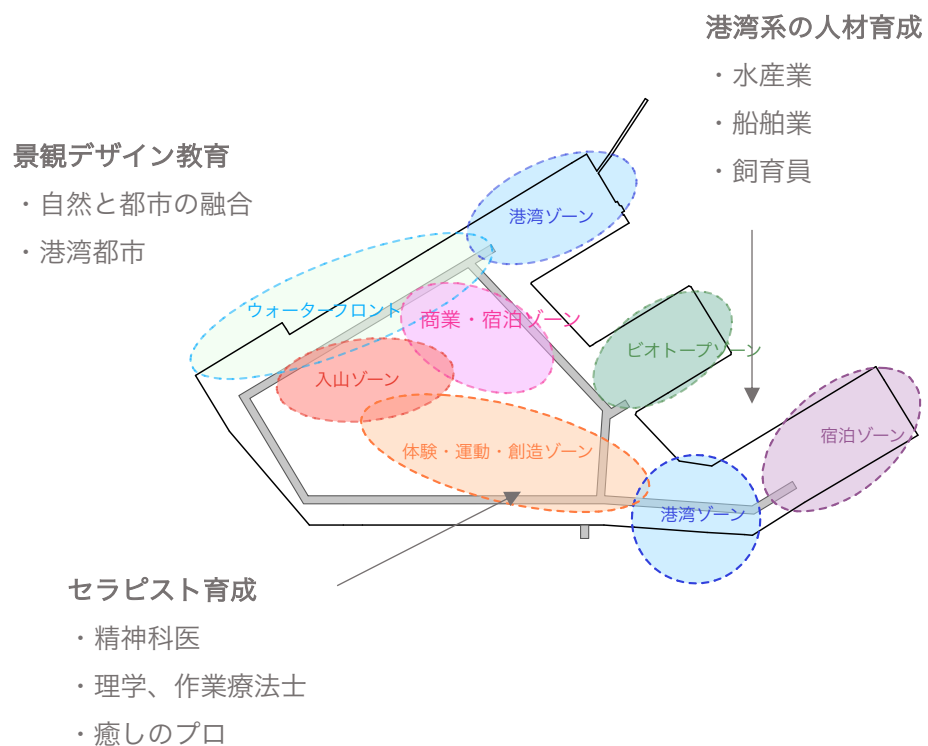 港湾系の人材育成
・水産業
・船舶業
・飼育員
景観デザイン教育
・自然と都市の融合
・港湾都市
港湾ゾーン
ウォーターフロント
商業・宿泊ゾーン
ビオトープゾーン
入山ゾーン
体験・運動・創造ゾーン
宿泊ゾーン
港湾ゾーン
セラピスト育成
・精神科医
・理学、作業療法士
・癒しのプロ